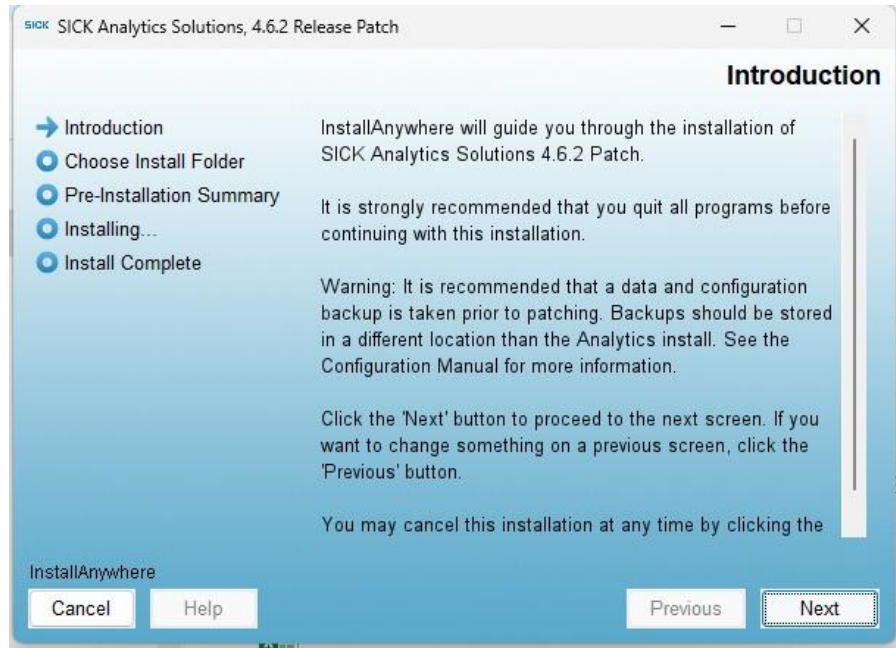 SICK SICK Analytics Solutions, 4.6.2 Release Patch
Introduction
Introduction
Choose Install Folder
Pre-Installation Summary
Installing...
Install Complete
InstallAnywhere will guide you through the installation of
SICK Analytics Solutions 4.6.2 Patch.
It is strongly recommended that you quit all programs before
continuing with this installation.
Warning: It is recommended that a data and configuration
backup is taken prior to patching. Backups should be stored
in a different location than the Analytics install. See the
Configuration Manual for more information.
Click the 'Next' button to proceed to the next screen. If you
want to change something on a previous screen, click the
'Previous' button.
You may cancel this installation at any time by clicking the
InstallAnywhere
Cancel
Help
Previous
Next